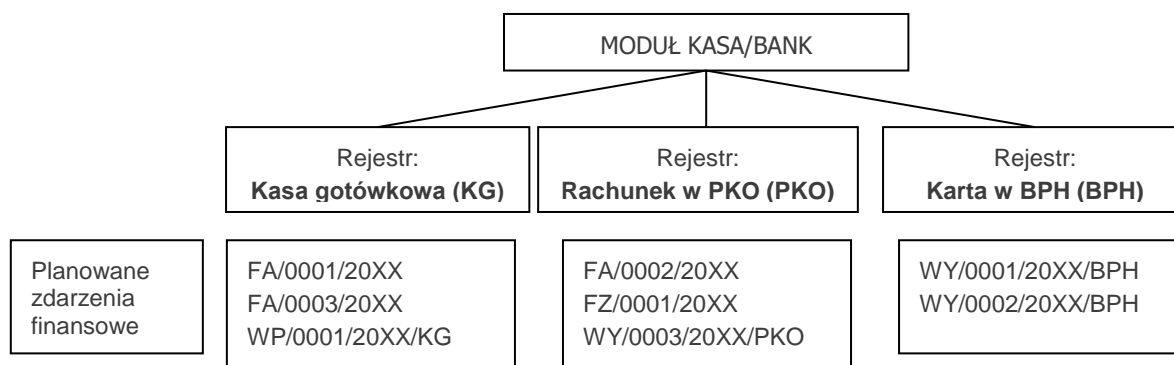 MODUŁ KASA/BANK
Rejestr:
Kasa gotówkowa (KG)
Rejestr:
Rachunek w PKO (PKO)
Rejestr:
Karta w BPH (BPH)
Planowane
zdarzenia
finansowe
FA/0001/20XX
FA/0003/20XX
WP/0001/20XX/KG
FA/0002/20XX
FZ/0001/20XX
WY/0003/20XX/PKO
WY/0001/20XX/BPH
WY/0002/20XX/BPH